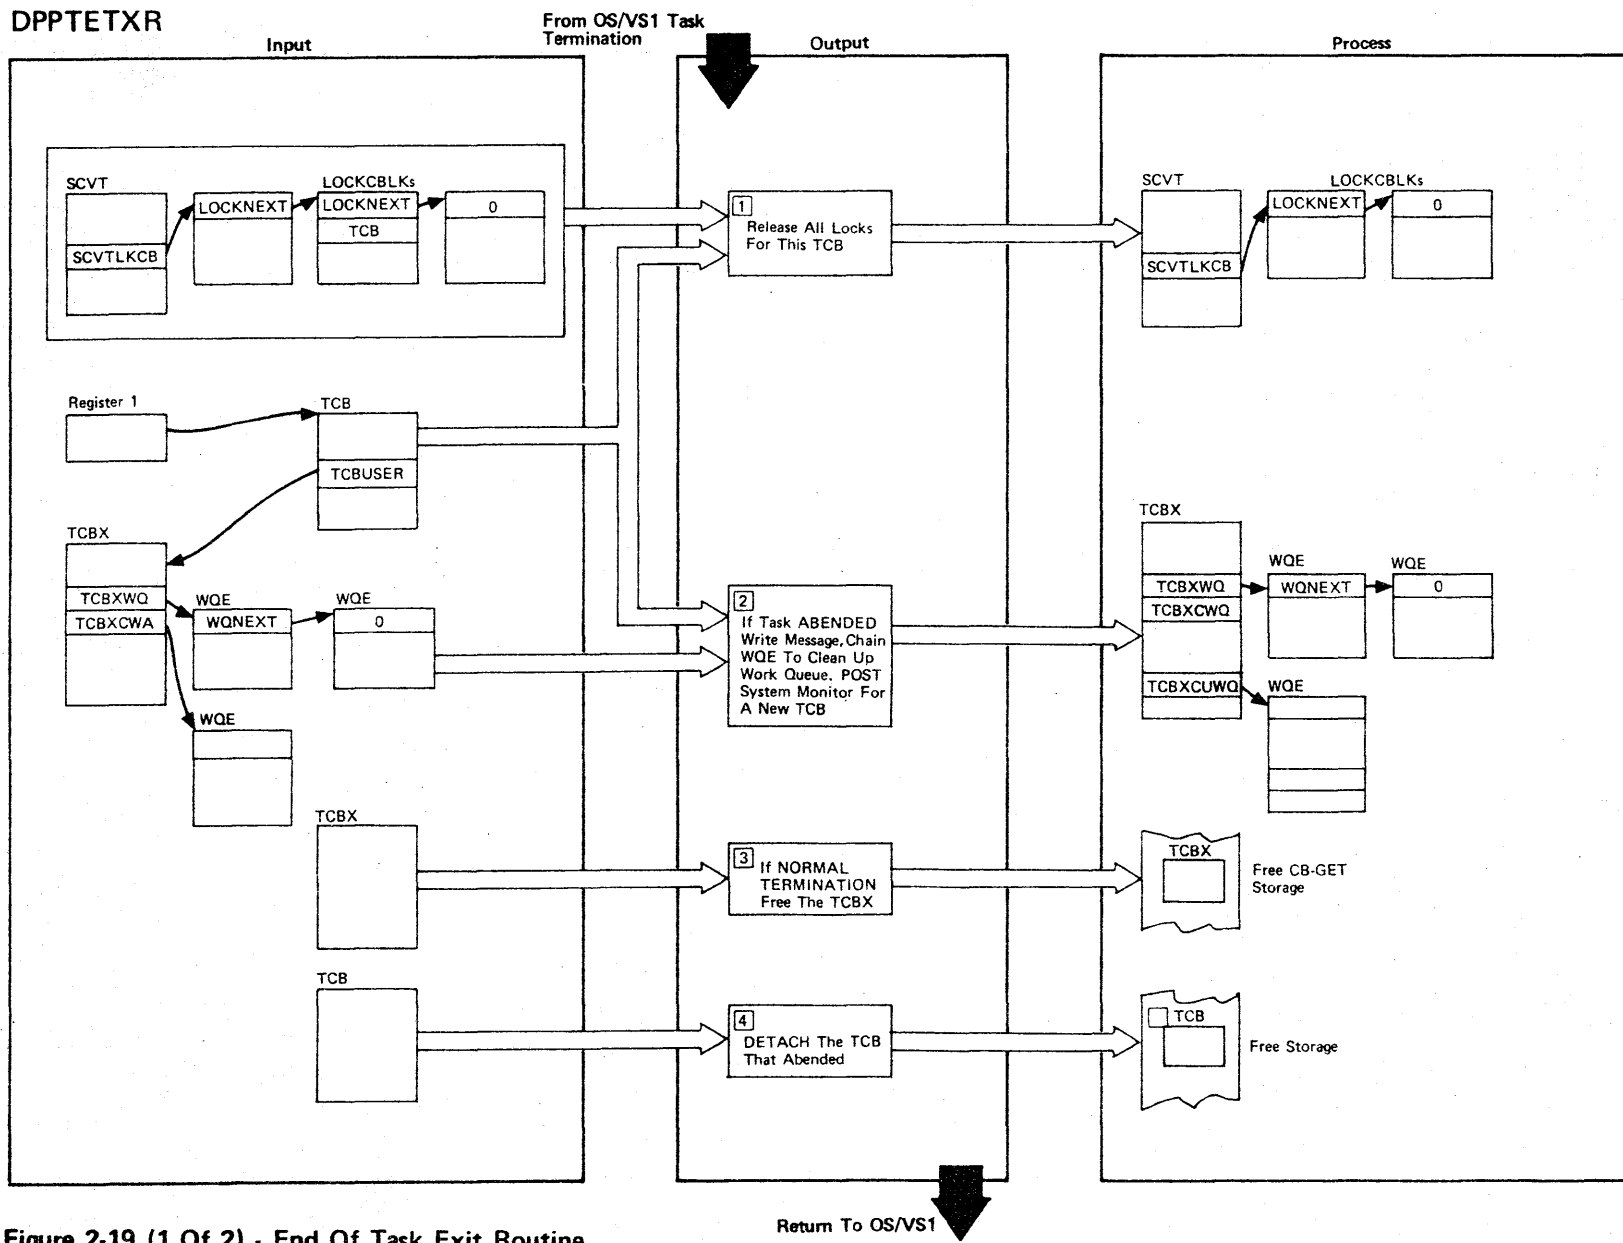 DPPTETXR
From OS/VS1 Task
Termination
Input
Output
Process
SCVT
SCVTLKCB
LOCKNEXT
LOCKCBLKs
LOCKNEXT
TCB
0
1
Release All Locks
For This TCB
SCVT
SCVTLKCB
LOCKCBLKs
LOCKNEXT
0
Register 1
TCB
TCBUSER
TCBX
TCBXWQ
TCBXCWA
WQE
WQNEXT
WQE
0
WQE
2
If Task ABENDED
Write Message, Chain
WQE To Clean Up
Work Queue. POST
System Monitor For
A New TCB
TCBX
TCBXWQ
TCBXCWQ
TCBXCUWQ
WQE
WQNEXT
WQE
0
WQE
TCBX
3
If NORMAL
TERMINATION
Free The TCBX
TCBX
Free CB-GET
Storage
TCB
4
DETACH The TCB
That Abended
TCB
Free Storage
Return To OS/VS1
Figure 2-19 (1 Of 2) - End Of Task Exit Routine